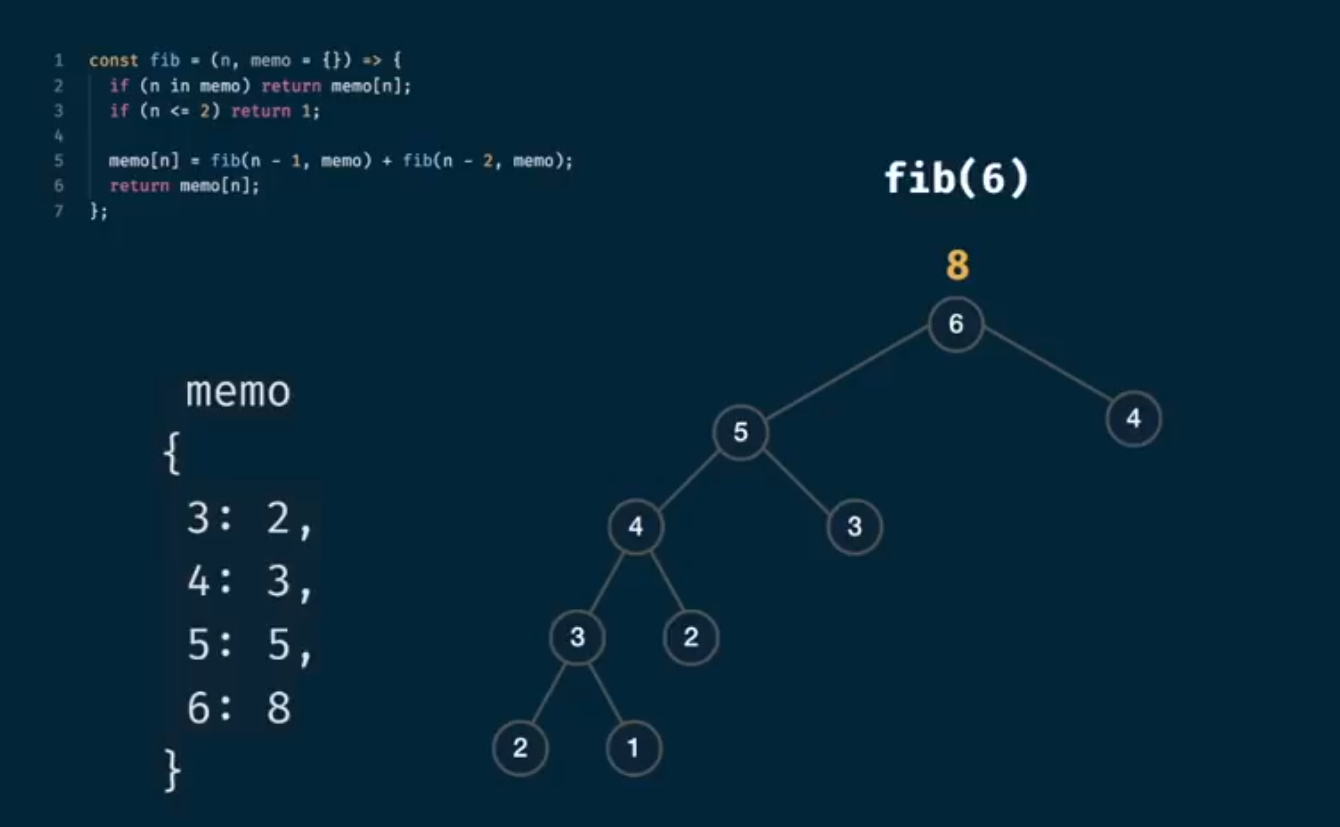 1 const fib = (n, memo = {}) => {
2 if (n in memo) return memo[n];
3 if (n <= 2) return 1;
4
5 memo[n] = fib(n - 1, memo) + fib(n - 2, memo);
6 return memo[n];
7 };
fib(6)
8
6
5
4
4
3
3
2
2
1
memo
{
3: 2,
4: 3,
5: 5,
6: 8
}